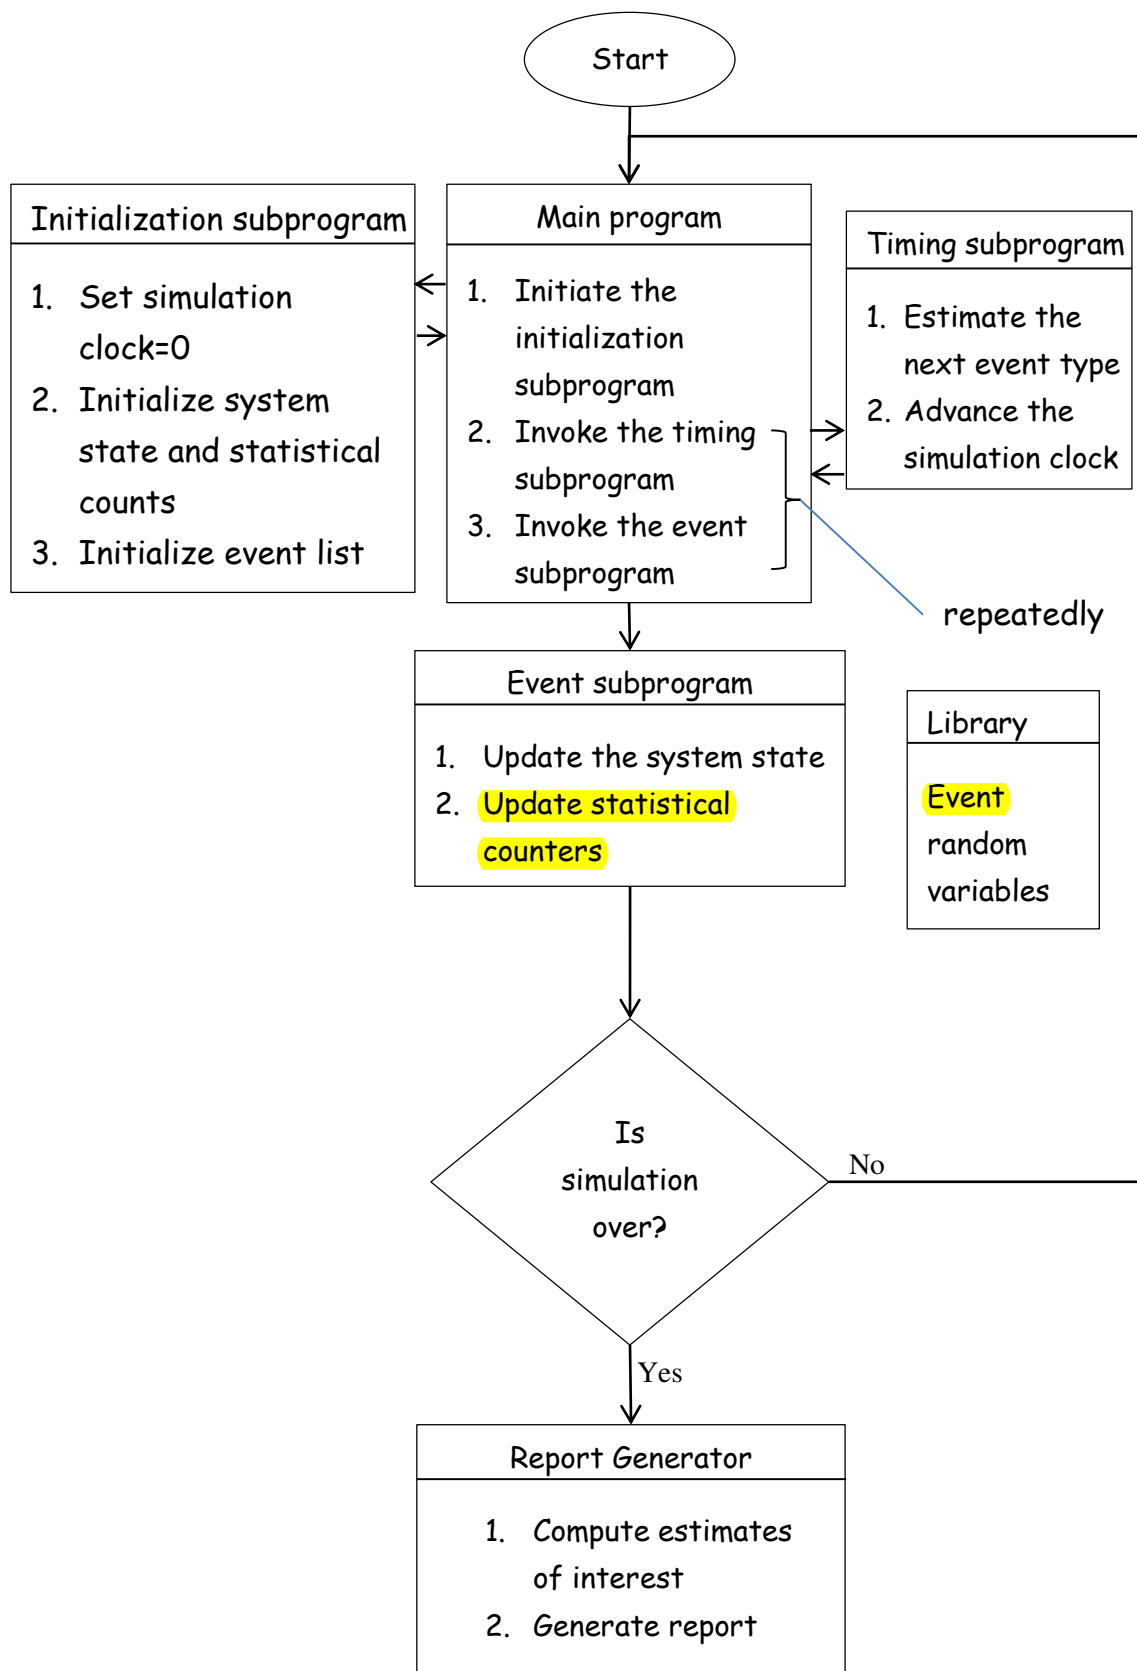 Start
Initialization subprogram
1. Set simulation
clock=0
2. Initialize system
state and statistical
counts
3. Initialize event list
Main program
1. Initiate the
initialization
subprogram
2. Invoke the timing
subprogram
3. Invoke the event
subprogram
Timing subprogram
1. Estimate the
next event type
2. Advance the
simulation clock
repeatedly
Event subprogram
1. Update the system state
2. Update statistical
counters
Library
Event
random
variables
Is
simulation
over?
No
Yes
Report Generator
1. Compute estimates
of interest
2. Generate report